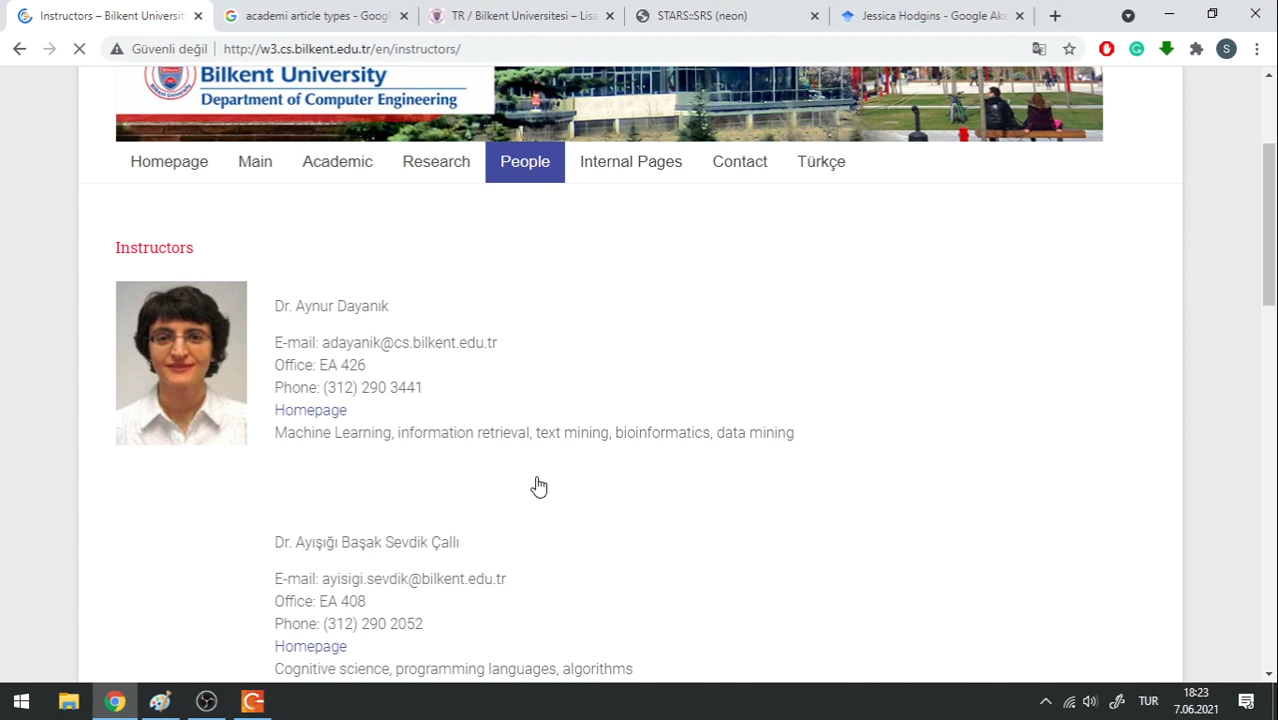 Instructors – Bilkent Universit
academi article types - Goog
TR / Bilkent Universitesi – Lisa
STARS::SRS (neon)
Jessica Hodgins - Google Aka
Güvenli değil
http://w3.cs.bilkent.edu.tr/en/instructors/
S
Bilkent University
Department of Computer Engineering
Homepage
Main
Academic
Research
People
Internal Pages
Contact
Türkçe
Instructors
Dr. Aynur Dayanık
E-mail: adayanik@cs.bilkent.edu.tr
Office: EA 426
Phone: (312) 290 3441
Homepage
Machine Learning, information retrieval, text mining, bioinformatics, data mining
Dr. Ayışığı Başak Sevdik Çallı
E-mail: ayisigi.sevdik@bilkent.edu.tr
Office: EA 408
Phone: (312) 290 2052
Homepage
Cognitive science, programming languages, algorithms
TUR
18:23
7.06.2021